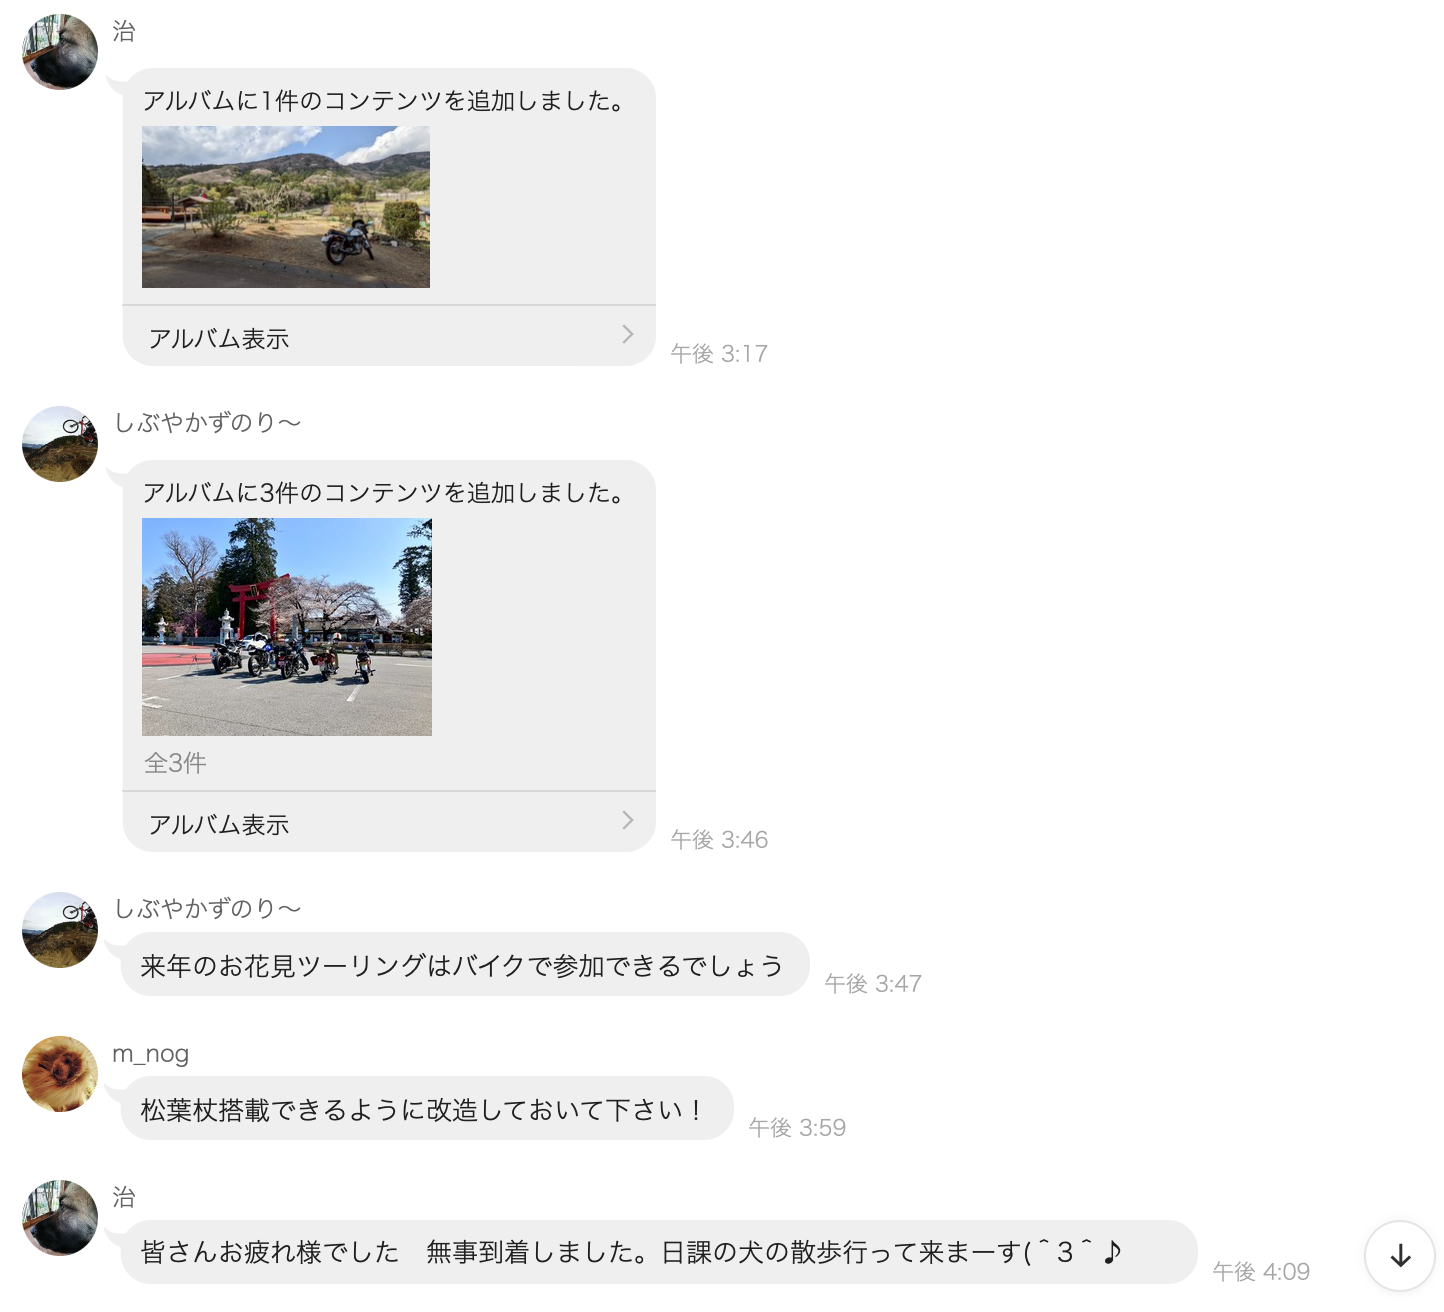 治
アルバムに1件のコンテンツを追加しました。
アルバム表示
午後 3:17
しぶやかずのり〜
アルバムに3件のコンテンツを追加しました。
全3件
アルバム表示
午後 3:46
しぶやかずのり〜
来年のお花見ツーリングはバイクで参加できるでしょう
午後 3:47
m_nog
松葉杖搭載できるように改造しておいて下さい！
午後 3:59
治
皆さんお疲れ様でした　無事到着しました。日課の犬の散歩行って来まーす(＾3＾♪
午後 4:09